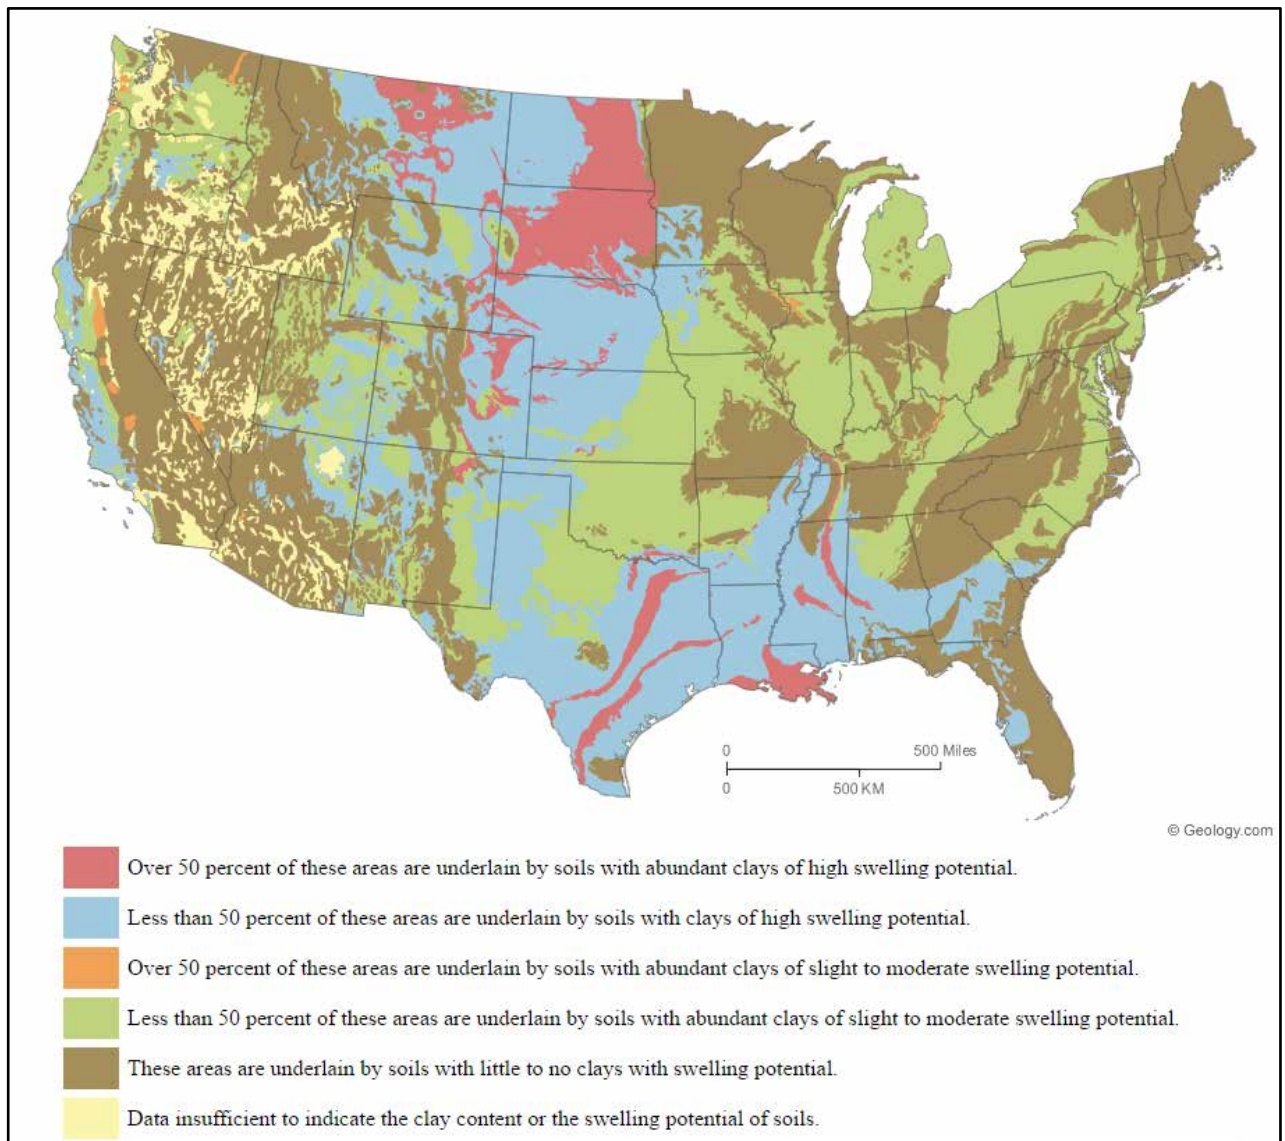 0 500 Miles
0 500 KM
© Geology.com
Over 50 percent of these areas are underlain by soils with abundant clays of high swelling potential.
Less than 50 percent of these areas are underlain by soils with clays of high swelling potential.
Over 50 percent of these areas are underlain by soils with abundant clays of slight to moderate swelling potential.
Less than 50 percent of these areas are underlain by soils with abundant clays of slight to moderate swelling potential.
These areas are underlain by soils with little to no clays with swelling potential.
Data insufficient to indicate the clay content or the swelling potential of soils.